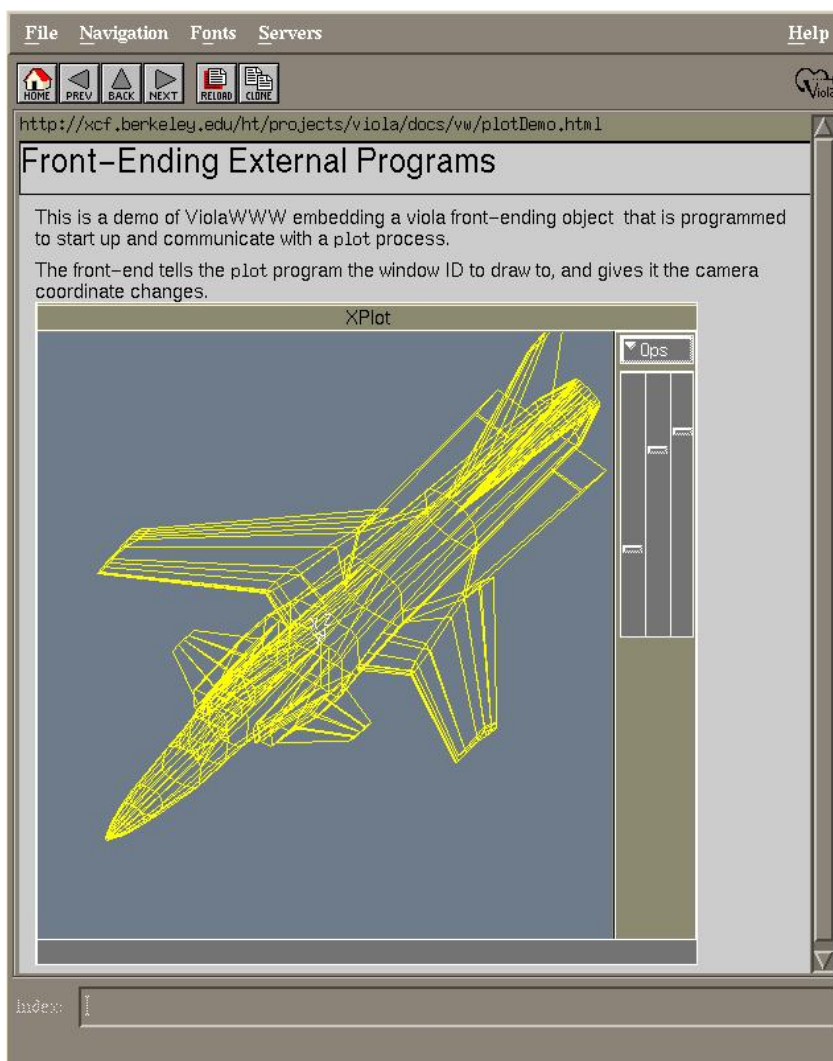 File Navigation Fonts Servers Help
HOME PREV BACK NEXT RELOAD CLONE Viola
http://xcf.berkeley.edu/ht/projects/viola/docs/vw/plotDemo.html
Front-Ending External Programs
This is a demo of ViolaWWW embedding a viola front-ending object that is programmed
to start up and communicate with a plot process.
The front-end tells the plot program the window ID to draw to, and gives it the camera
coordinate changes.
XPlot
Ops
Index: